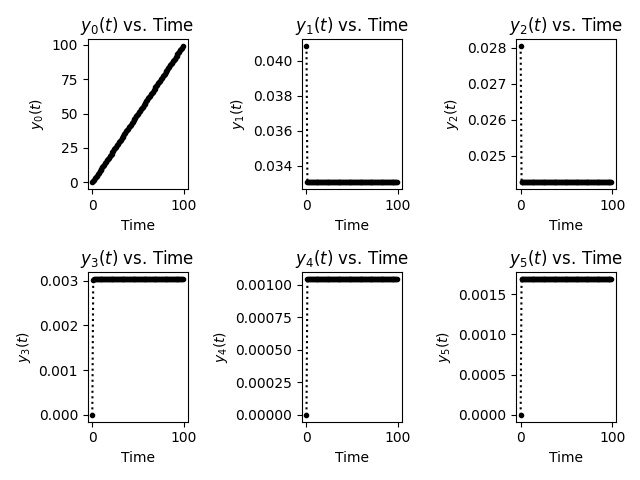 y₀(t) vs. Time
y₁(t) vs. Time
y₂(t) vs. Time
100
75
50
25
0
y₀(t)
0 100
Time
0.040
0.038
0.036
0.034
y₁(t)
0 100
Time
0.028
0.027
0.026
0.025
y₂(t)
0 100
Time
y₃(t) vs. Time
y₄(t) vs. Time
y₅(t) vs. Time
0.003
0.002
0.001
0.000
y₃(t)
0 100
Time
0.00100
0.00075
0.00050
0.00025
0.00000
y₄(t)
0 100
Time
0.0015
0.0010
0.0005
0.0000
y₅(t)
0 100
Time